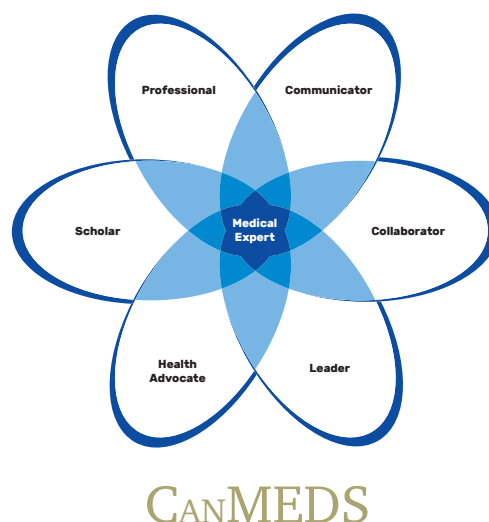 Professional
Communicator
Scholar
Medical
Expert
Collaborator
Health
Advocate
Leader
CanMEDS